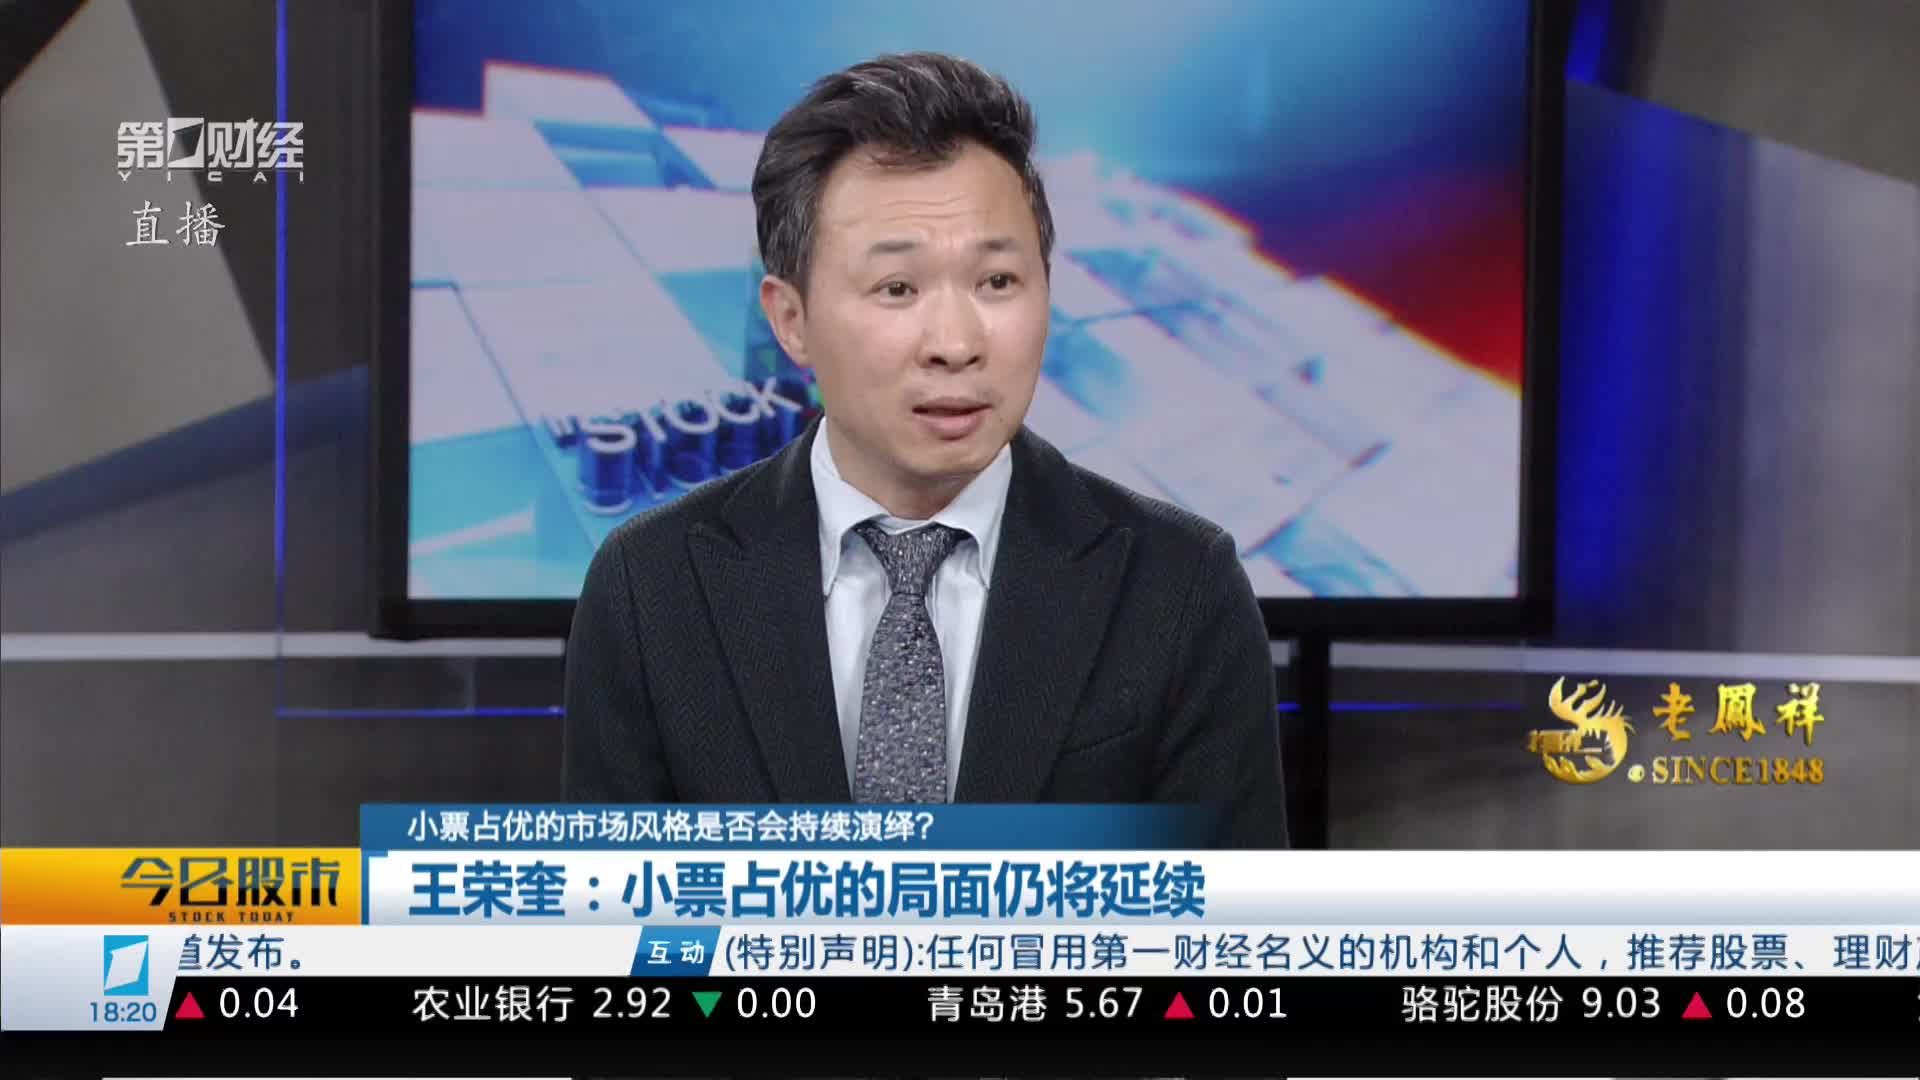 第一财经
YICAI
直播
"STOCK
老鳳祥
SINCE1848
小票占优的市场风格是否会持续演绎？
今日股市
STOCK TODAY
王荣奎：小票占优的局面仍将延续
发布。
互动 (特别声明):任何冒用第一财经名义的机构和个人，推荐股票、理财
18:20 ▲ 0.04 农业银行 2.92 ▼ 0.00 青岛港 5.67 ▲ 0.01 骆驼股份 9.03 ▲ 0.08